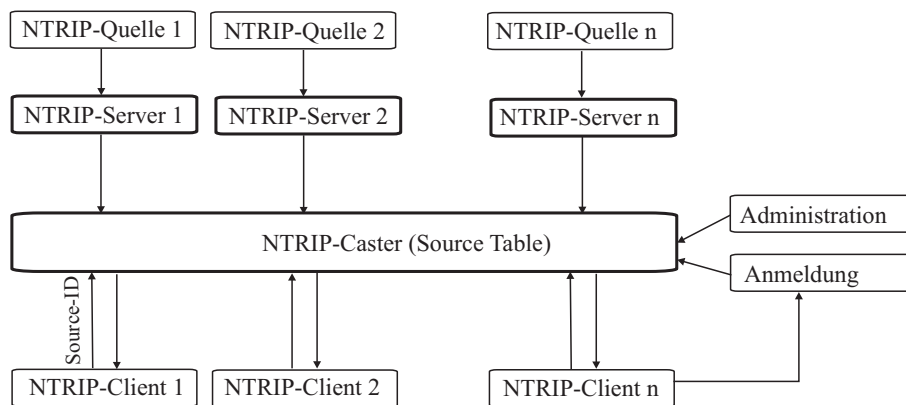 NTRIP-Quelle 1
NTRIP-Quelle 2
NTRIP-Quelle n
NTRIP-Server 1
NTRIP-Server 2
NTRIP-Server n
NTRIP-Caster (Source Table)
Administration
Anmeldung
Source-ID
NTRIP-Client 1
NTRIP-Client 2
NTRIP-Client n